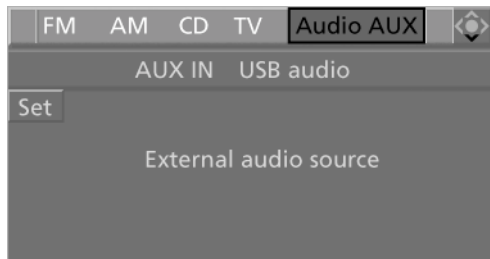 FM AM CD TV Audio AUX
AUX IN USB audio
Set
External audio source